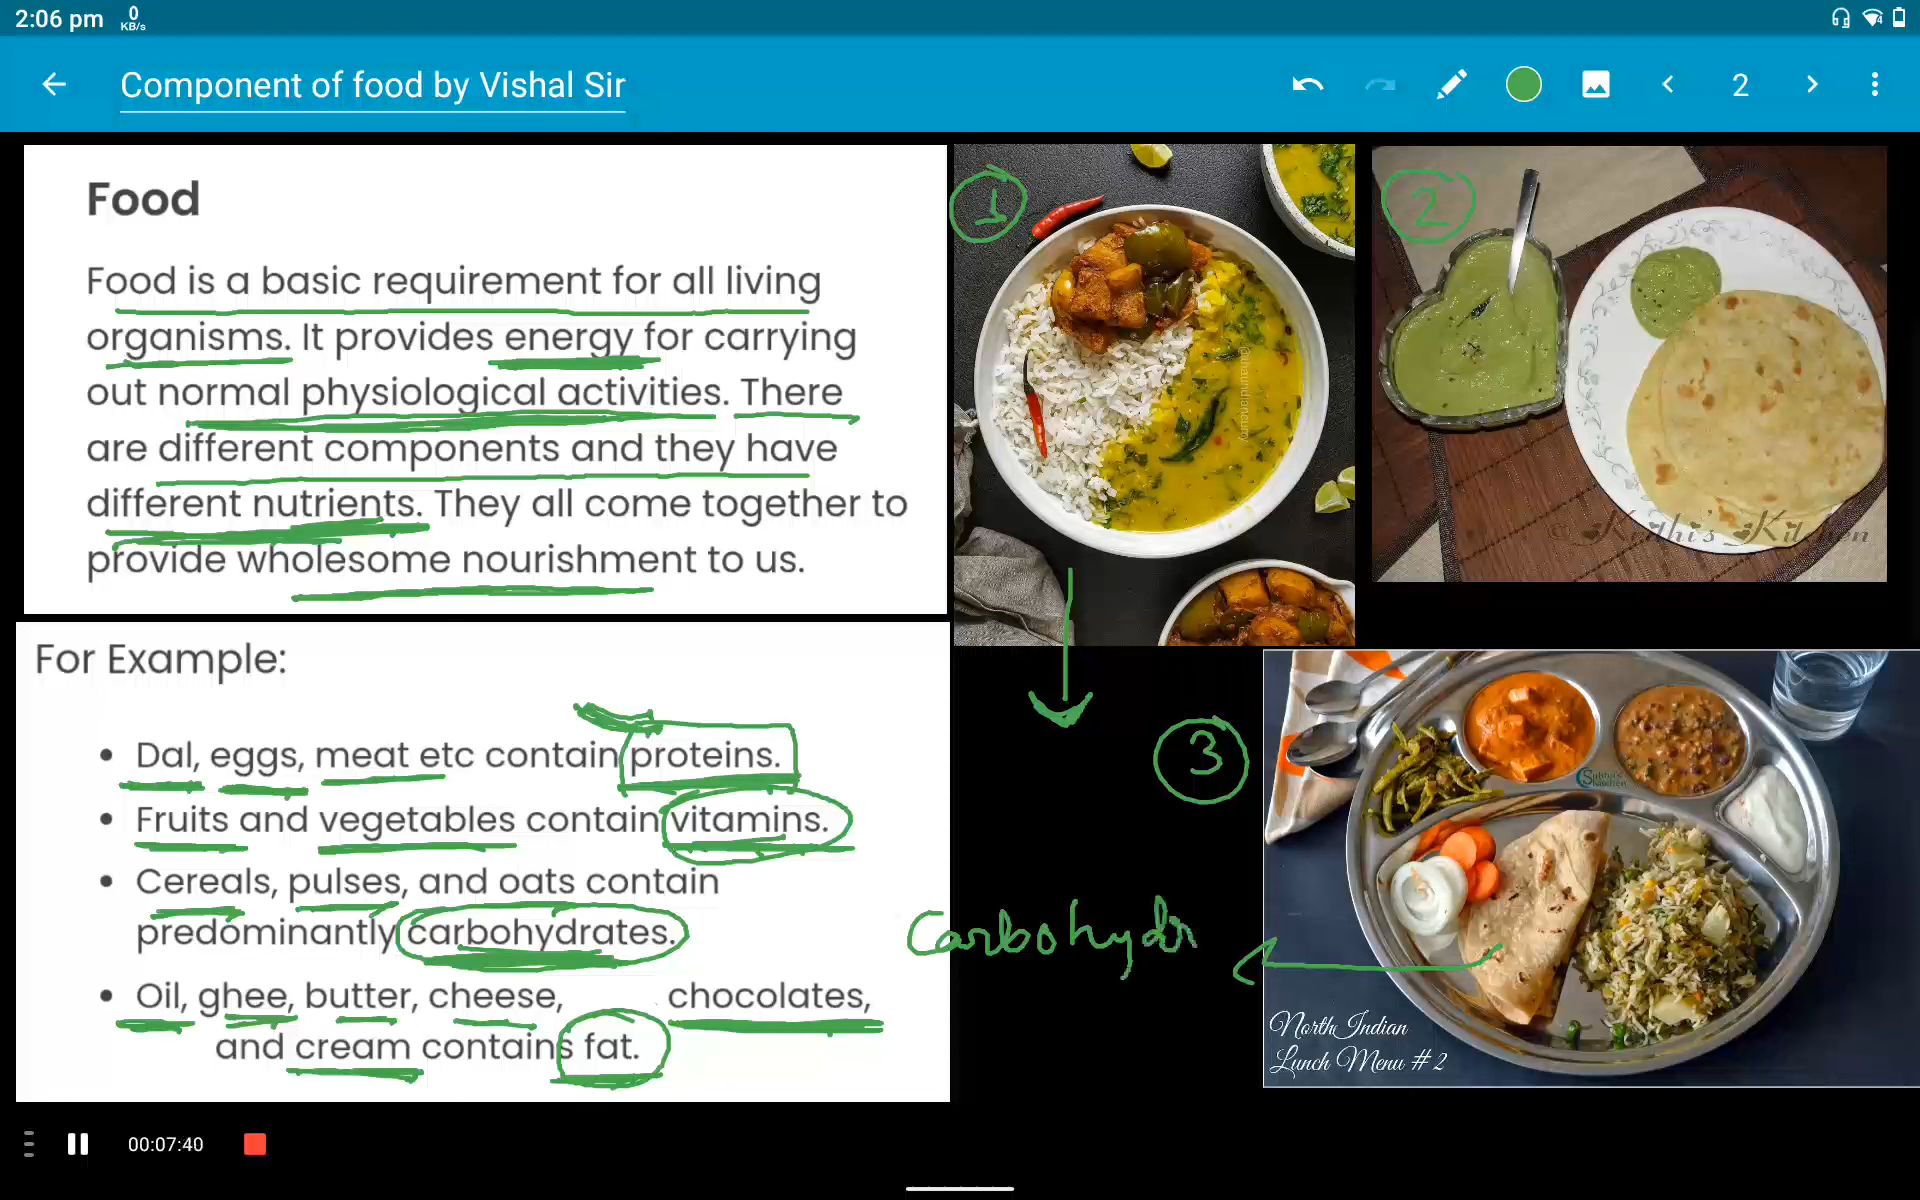 2:06 pm
0
KB/s
Component of food by Vishal Sir
2
Food
Food is a basic requirement for all living
organisms. It provides energy for carrying
out normal physiological activities. There
are different components and they have
different nutrients. They all come together to
provide wholesome nourishment to us.
For Example:
• Dal, eggs, meat etc contain proteins.
• Fruits and vegetables contain vitamins.
• Cereals, pulses, and oats contain
predominantly carbohydrates.
• Oil, ghee, butter, cheese, chocolates,
and cream contains fat.
1
2
© Krithi's Kitchen
3
Carbohydr
North Indian
Lunch Menu #2
00:07:40